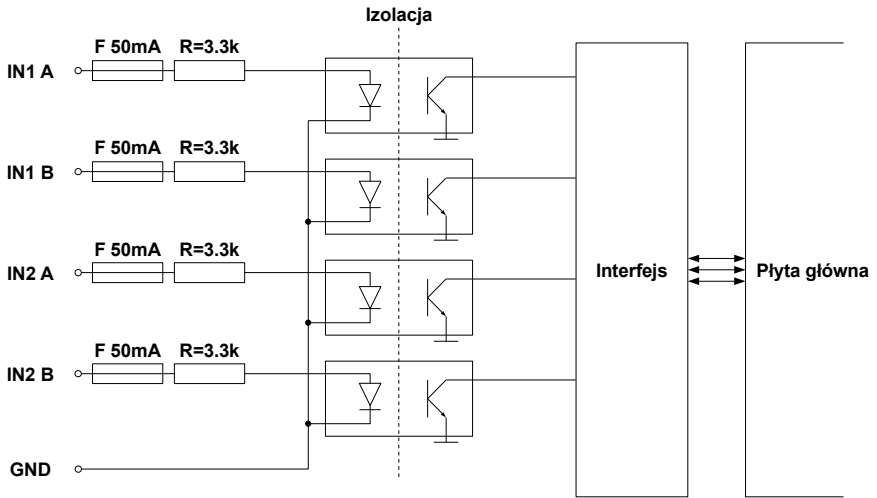 Izolacja
F 50mA R=3.3k
IN1 A
F 50mA R=3.3k
IN1 B
F 50mA R=3.3k
IN2 A
Interfejs
Płyta główna
F 50mA R=3.3k
IN2 B
GND